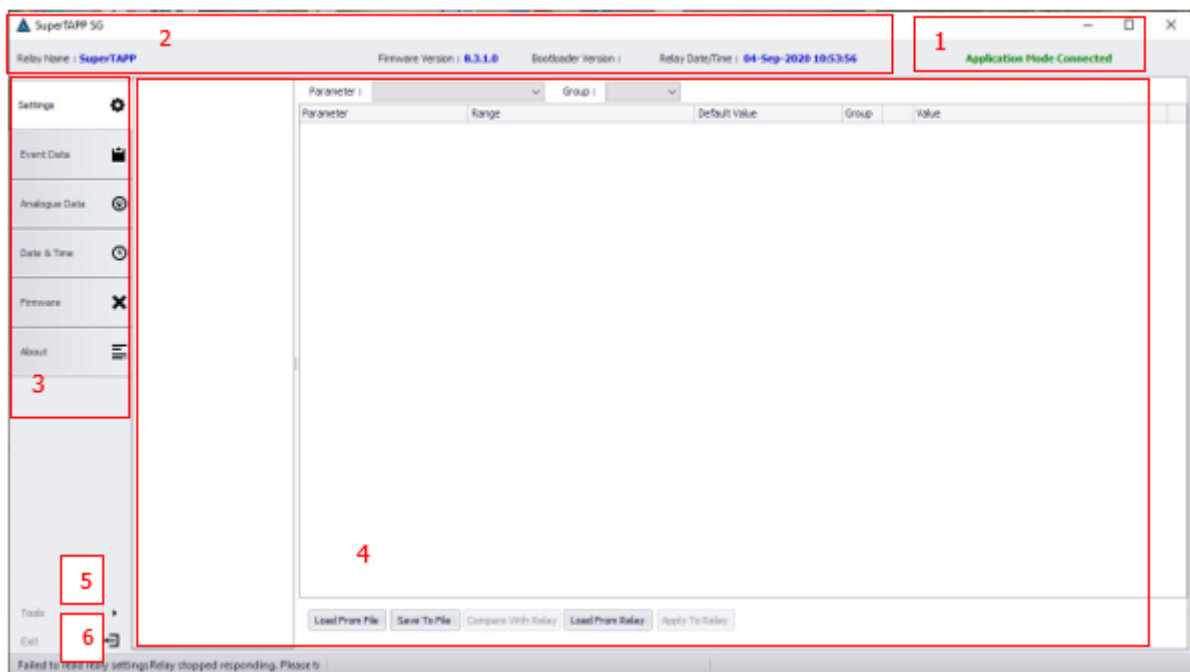 SuperTAPP SG
2
1
Relay Name : SuperTAPP Firmware Version : 0.3.1.0 Bootloader Version : Relay Date/Time : 04-Sep-2020 10:53:56 Application Mode Connected
Parameter : Group :
Settings
Parameter Range Default Value Group Value
Event Data
Analogue Data
Date & Time
Firmware
About
3
4
5
Tools
Load From File Save To File Compare With Relay Load From Relay Apply To Relay
Exit
6
Failed to read relay settings Relay stopped responding. Please